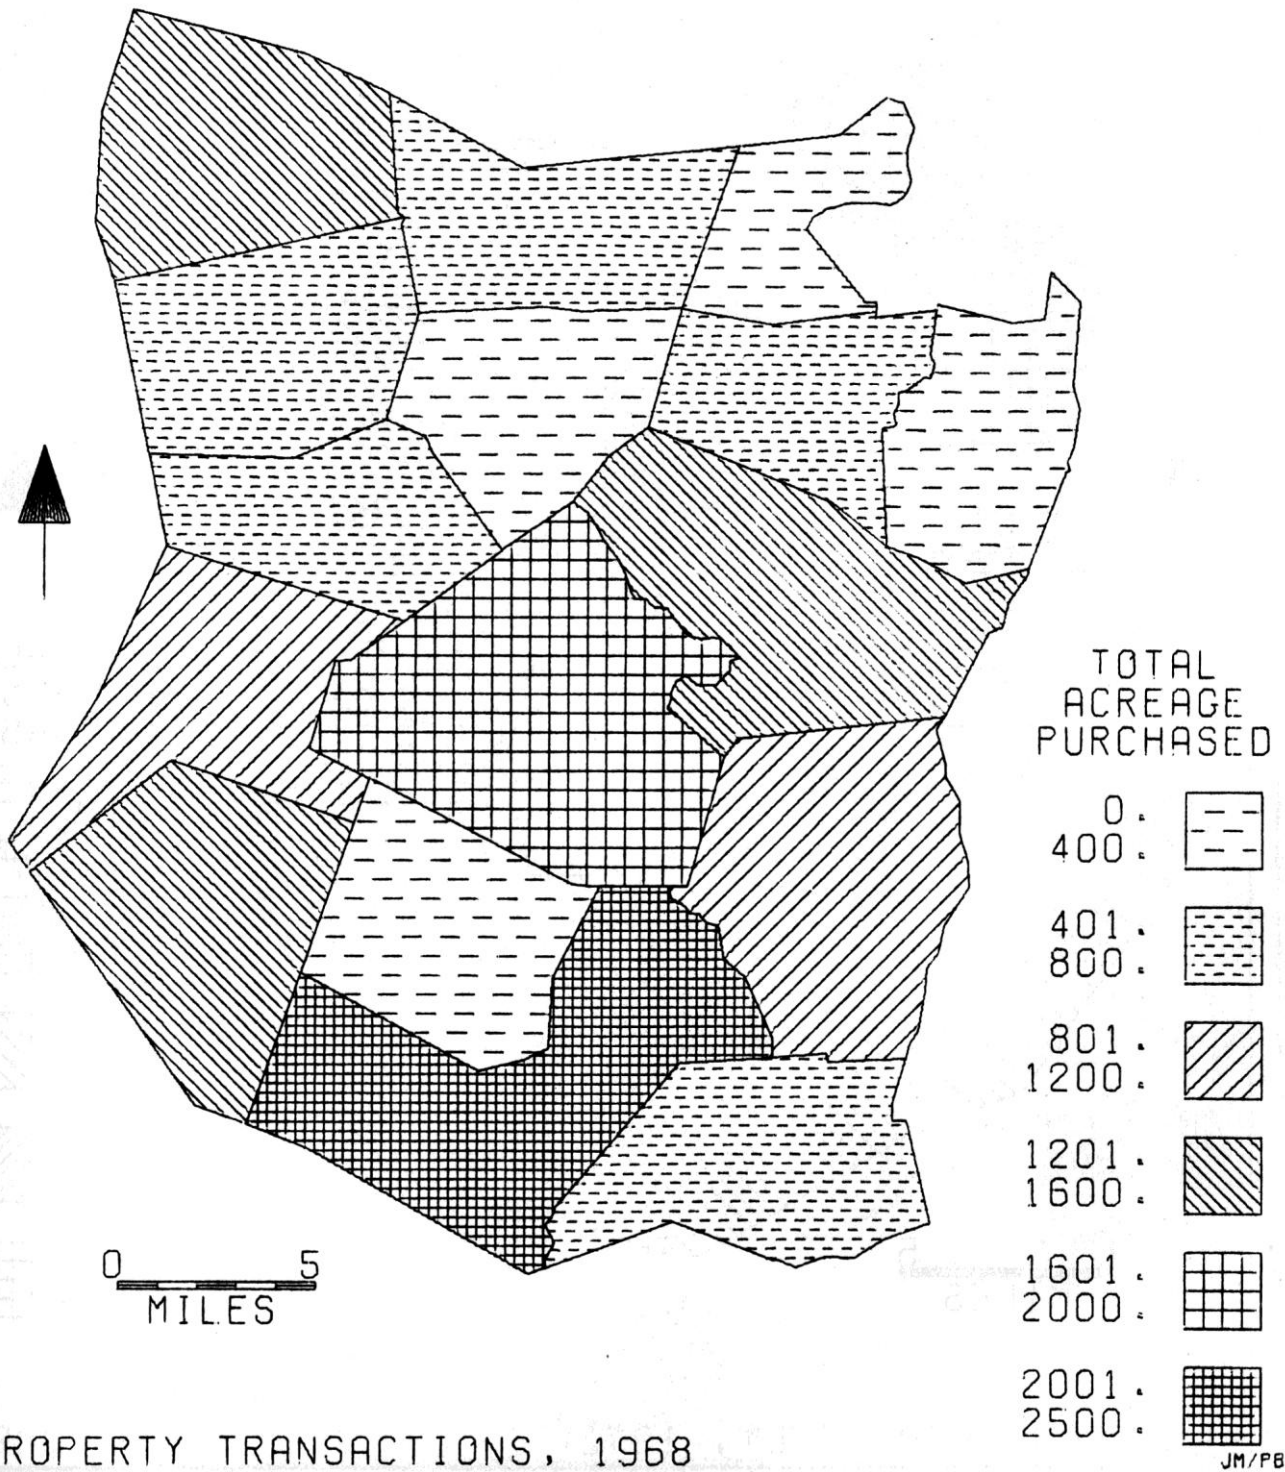 TOTAL
ACREAGE
PURCHASED
0.
400.
401.
800.
801.
1200.
1201.
1600.
1601.
2000.
2001.
2500.
0 5
MILES
ROPERTY TRANSACTIONS, 1968
JM/PB